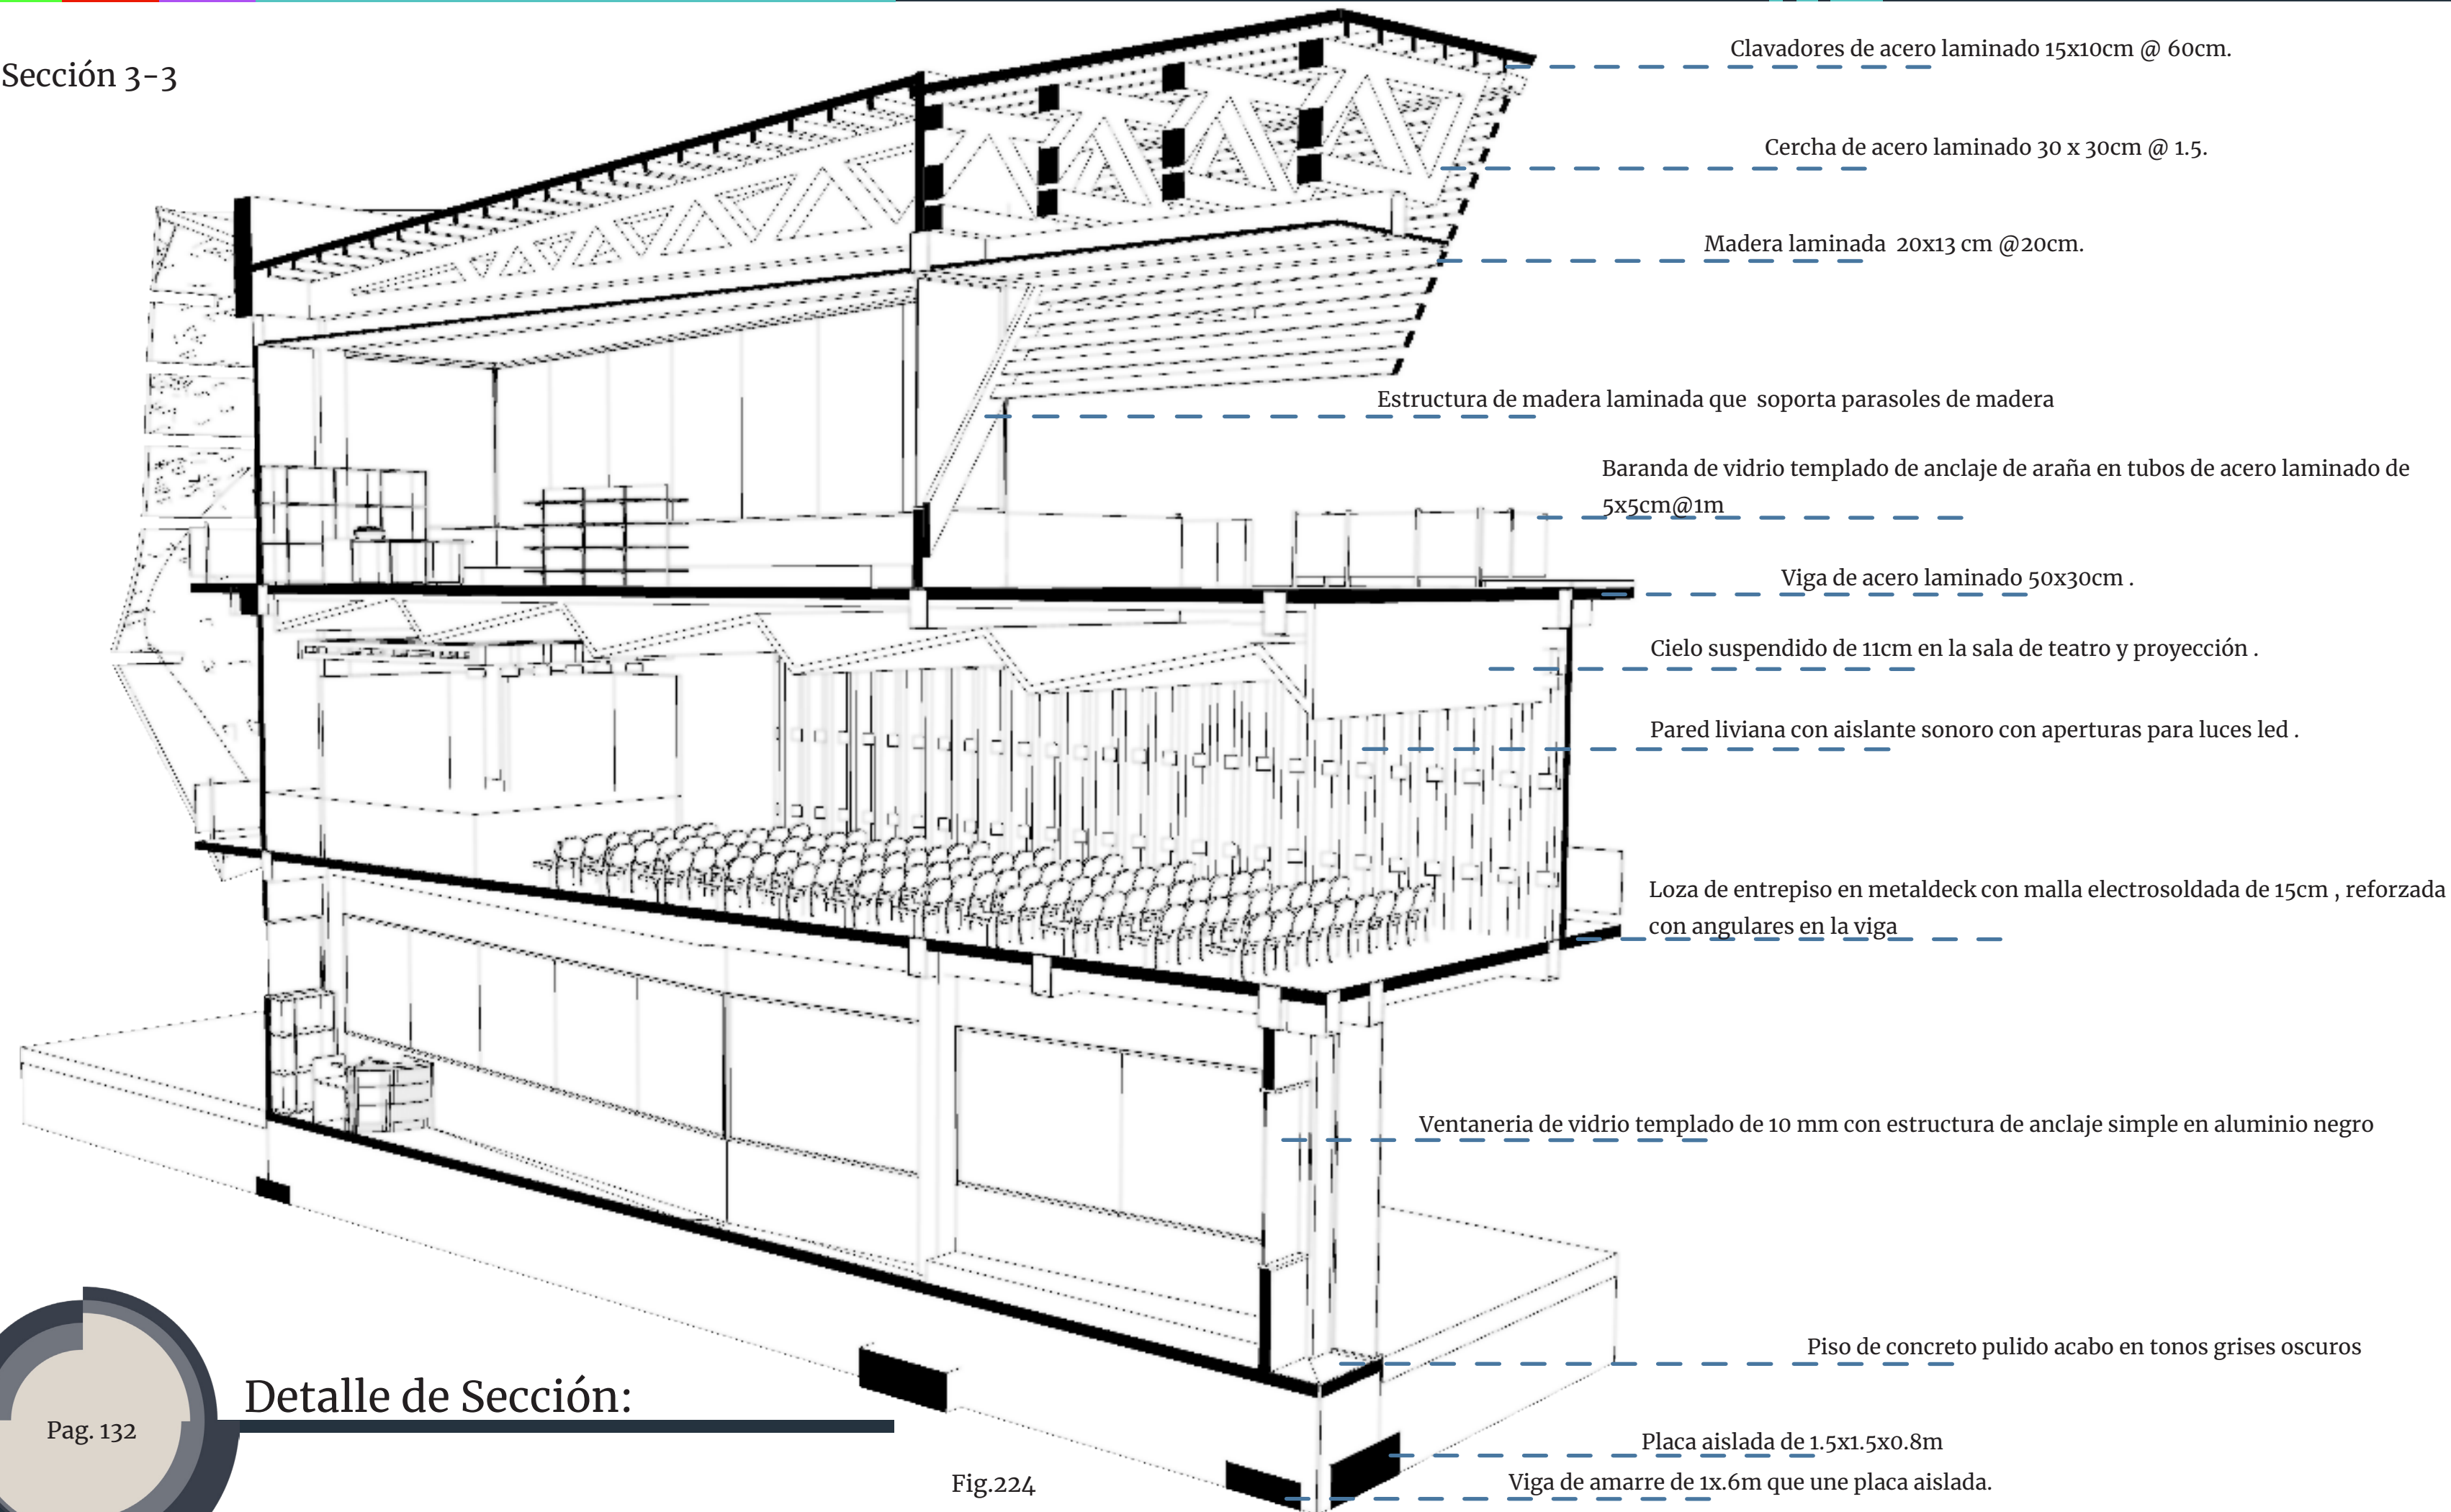 Sección 3-3
Clavadores de acero laminado 15x10cm @ 60cm.
Cercha de acero laminado 30 x 30cm @ 1.5.
Madera laminada  20x13 cm @20cm.
Estructura de madera laminada que  soporta parasoles de madera
Baranda de vidrio templado de anclaje de araña en tubos de acero laminado de
5x5cm@1m
Viga de acero laminado 50x30cm .
Cielo suspendido de 11cm en la sala de teatro y proyección .
Pared liviana con aislante sonoro con aperturas para luces led .
Loza de entrepiso en metaldeck con malla electrosoldada de 15cm , reforzada
con angulares en la viga
Ventaneria de vidrio templado de 10 mm con estructura de anclaje simple en aluminio negro
Piso de concreto pulido acabo en tonos grises oscuros
Placa aislada de 1.5x1.5x0.8m
Viga de amarre de 1x.6m que une placa aislada.
Detalle de Sección:
Pag. 132
Fig.224